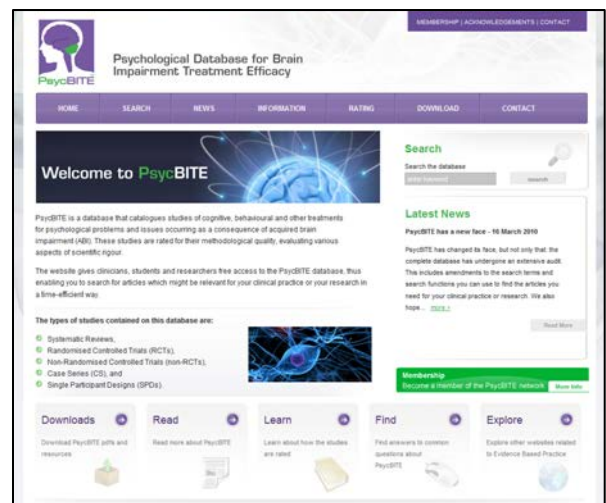 MEMBERSHIP | ACKNOWLEDGEMENTS | CONTACT
PsycBITE
Psychological Database for Brain
Impairment Treatment Efficacy
HOME SEARCH NEWS INFORMATION RATING DOWNLOAD CONTACT
Welcome to PsycBITE
PsycBITE is a database that catalogues studies of cognitive, behavioural and other treatments
for psychological problems and issues occurring as a consequence of acquired brain
impairment (ABI). These studies are rated for their methodological quality, evaluating various
aspects of scientific rigour.
The website gives clinicians, students and researchers free access to the PsycBITE database, thus
enabling you to search for articles which might be relevant for your clinical practice or your research in
a time-efficient way.
The types of studies contained on this database are:
Systematic Reviews,
Randomised Controlled Trials (RCTs),
Non-Randomised Controlled Trials (non-RCTs),
Case Series (CS), and
Single Participant Designs (SPDs).
Search
Search the database
enter keyword search
Latest News
PsycBITE has a new face - 16 March 2010
PsycBITE has changed its face, but not only that: the
complete database has undergone an extensive audit.
This includes amendments to the search terms and
search functions you can use to find the articles you
need for your clinical practice or research. We also
hope... more >
Read More
Membership
Become a member of the PsycBITE network More Info
Downloads
Download PsycBITE pdfs and
resources
Read
Read more about PsycBITE
Learn
Learn about how the studies
are rated
Find
Find answers to common
questions about
PsycBITE
Explore
Explore other websites related
to Evidence Based Practice